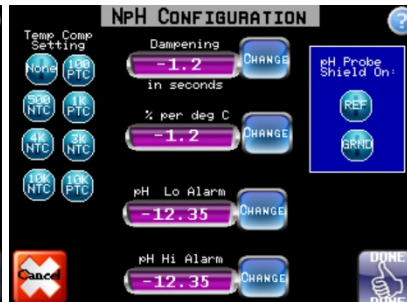 NpH Configuration
?
Temp Comp
Setting
None
100
PTC
500
NTC
1K
PTC
4K
NTC
3K
NTC
10K
NTC
10K
PTC
Dampening
-1.2
CHANGE
in seconds
% per deg C
-1.2
CHANGE
pH Lo Alarm
-12.35
CHANGE
pH Hi Alarm
-12.35
CHANGE
pH Probe
Shield On:
REF
GRND
Cancel
DONE